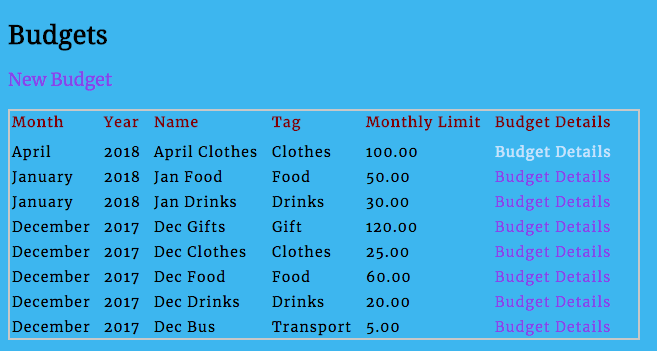 Budgets
New Budget
Month Year Name Tag Monthly Limit Budget Details
April 2018 April Clothes Clothes 100.00 Budget Details
January 2018 Jan Food Food 50.00 Budget Details
January 2018 Jan Drinks Drinks 30.00 Budget Details
December 2017 Dec Gifts Gift 120.00 Budget Details
December 2017 Dec Clothes Clothes 25.00 Budget Details
December 2017 Dec Food Food 60.00 Budget Details
December 2017 Dec Drinks Drinks 20.00 Budget Details
December 2017 Dec Bus Transport 5.00 Budget Details